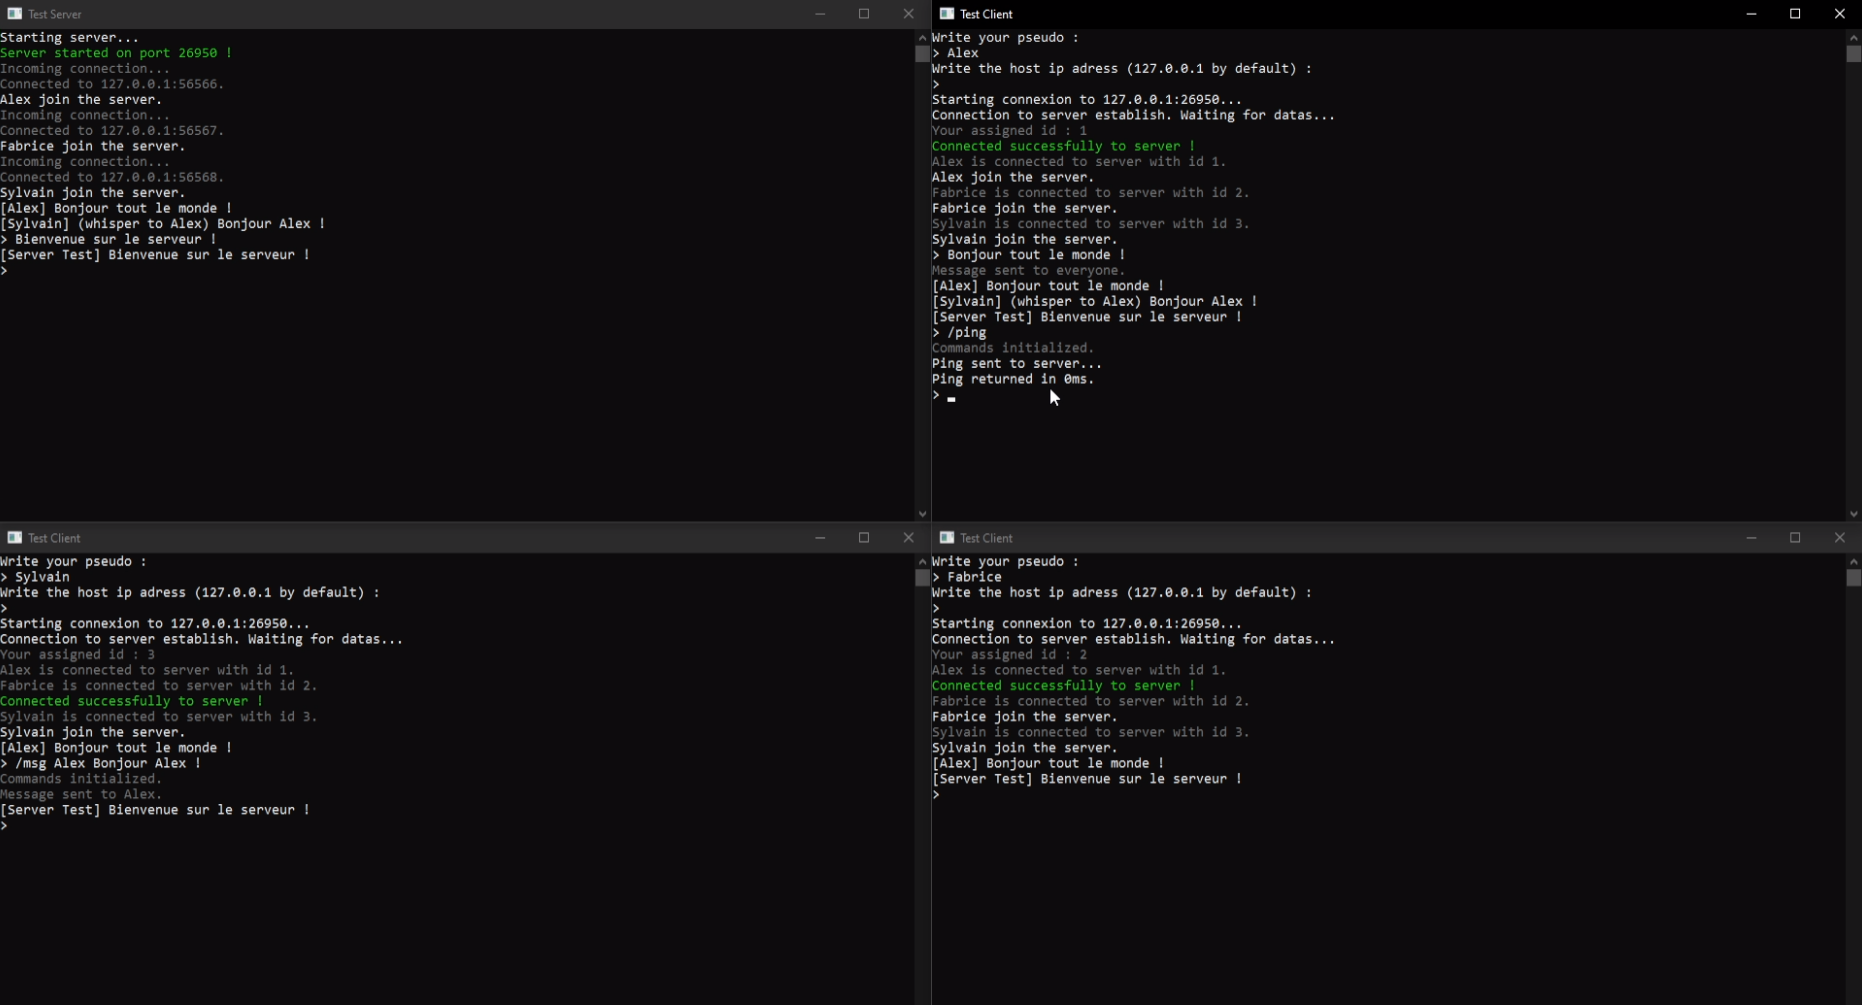 Test Server
Starting server...
Server started on port 26950 !
Incoming connection...
Connected to 127.0.0.1:56566.
Alex join the server.
Incoming connection...
Connected to 127.0.0.1:56567.
Fabrice join the server.
Incoming connection...
Connected to 127.0.0.1:56568.
Sylvain join the server.
[Alex] Bonjour tout le monde !
[Sylvain] (whisper to Alex) Bonjour Alex !
> Bienvenue sur le serveur !
[Server Test] Bienvenue sur le serveur !
>
Test Client
Write your pseudo :
> Alex
Write the host ip adress (127.0.0.1 by default) :
>
Starting connexion to 127.0.0.1:26950...
Connection to server establish. Waiting for datas...
Your assigned id : 1
Connected successfully to server !
Alex is connected to server with id 1.
Alex join the server.
Fabrice is connected to server with id 2.
Fabrice join the server.
Sylvain is connected to server with id 3.
Sylvain join the server.
> Bonjour tout le monde !
Message sent to everyone.
[Alex] Bonjour tout le monde !
[Sylvain] (whisper to Alex) Bonjour Alex !
[Server Test] Bienvenue sur le serveur !
> /ping
Commands initialized.
Ping sent to server...
Ping returned in 0ms.
>
Test Client
Write your pseudo :
> Sylvain
Write the host ip adress (127.0.0.1 by default) :
>
Starting connexion to 127.0.0.1:26950...
Connection to server establish. Waiting for datas...
Your assigned id : 3
Alex is connected to server with id 1.
Fabrice is connected to server with id 2.
Connected successfully to server !
Sylvain is connected to server with id 3.
Sylvain join the server.
[Alex] Bonjour tout le monde !
> /msg Alex Bonjour Alex !
Commands initialized.
Message sent to Alex.
[Server Test] Bienvenue sur le serveur !
>
Test Client
Write your pseudo :
> Fabrice
Write the host ip adress (127.0.0.1 by default) :
>
Starting connexion to 127.0.0.1:26950...
Connection to server establish. Waiting for datas...
Your assigned id : 2
Alex is connected to server with id 1.
Connected successfully to server !
Fabrice is connected to server with id 2.
Fabrice join the server.
Sylvain is connected to server with id 3.
Sylvain join the server.
[Alex] Bonjour tout le monde !
[Server Test] Bienvenue sur le serveur !
>